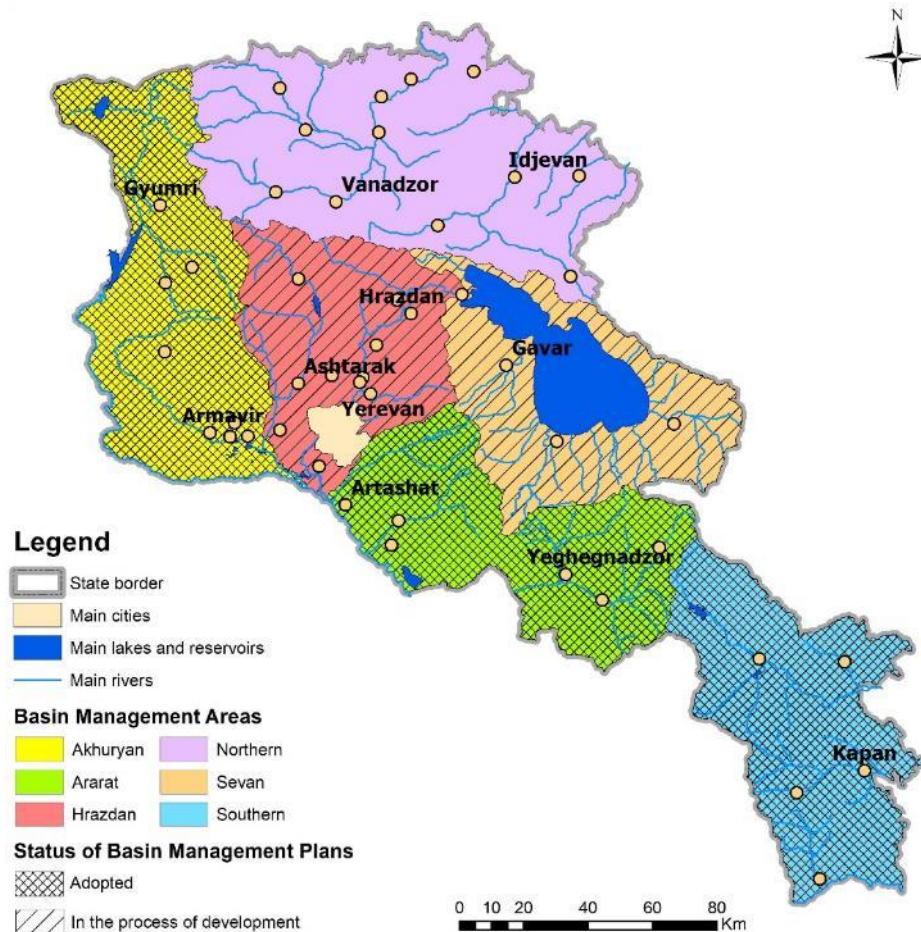 N
Idjevan
Vanadzor
Gyumri
Hrazdan
Gavar
Ashtarak
Yerevan
Armavir
Artashat
Yeghegnadzor
Kapan
Legend
State border
Main cities
Main lakes and reservoirs
Main rivers
Basin Management Areas
Akhuryan Northern
Ararat Sevan
Hrazdan Southern
Status of Basin Management Plans
Adopted
In the process of development
0 10 20 40 60 80
Km